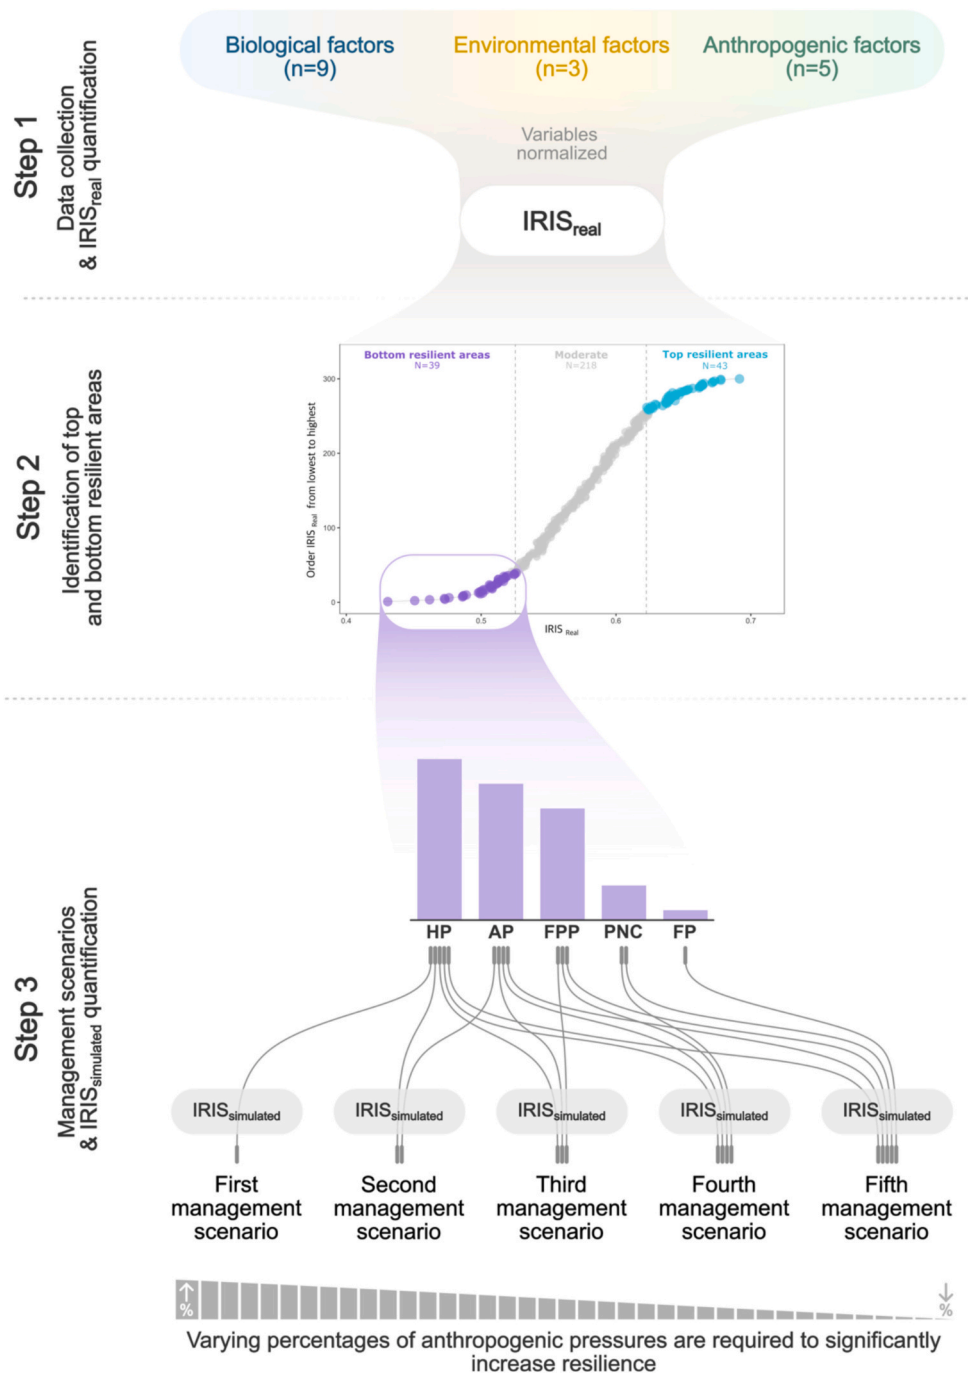 Step 1
Data collection
& IRISreal quantification
Biological factors
(n=9)
Environmental factors
(n=3)
Anthropogenic factors
(n=5)
Variables
normalized
IRISreal
Step 2
Identification of top
and bottom resilient areas
Bottom resilient areas
N=39
Moderate
N=218
Top resilient areas
N=43
Order IRIS Real from lowest to highest
300
200
100
0
0.4
0.5
0.6
0.7
IRIS Real
Step 3
Management scenarios
& IRISsimulated quantification
HP
AP
FPP
PNC
FP
IRISsimulated
IRISsimulated
IRISsimulated
IRISsimulated
IRISsimulated
First
management
scenario
Second
management
scenario
Third
management
scenario
Fourth
management
scenario
Fifth
management
scenario
↑
%
↓
%
Varying percentages of anthropogenic pressures are required to significantly
increase resilience